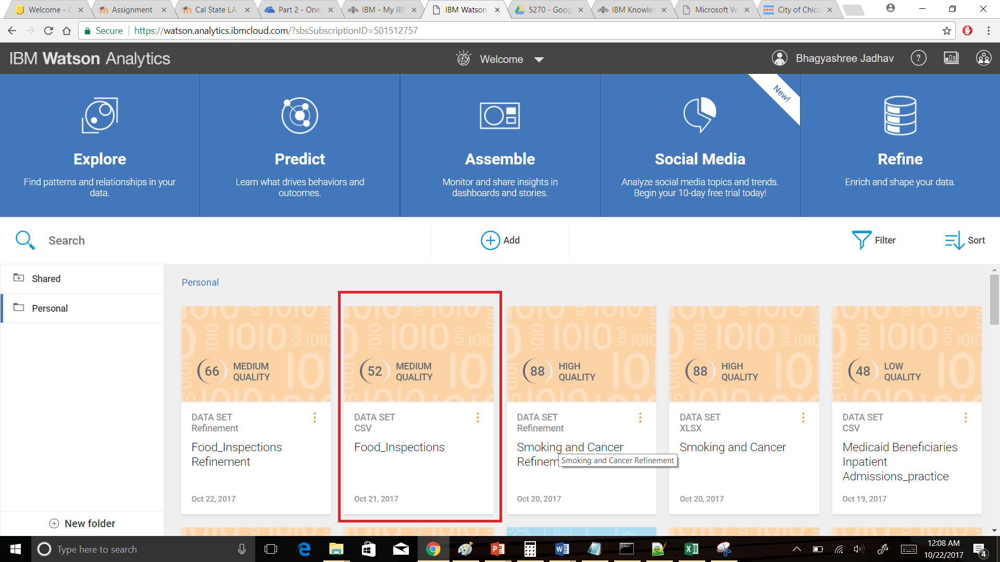 Welcome - C
Assignment
Cal State LA
Part 2 - One
IBM - My IB
IBM Watson
5270 - Goog
IBM Knowle
Microsoft W
City of Chica
Secure
https://watson.analytics.ibmcloud.com/?sbsSubscriptionID=501512757
IBM Watson Analytics
Welcome
Bhagyashree Jadhav
?
Explore
Find patterns and relationships in your
data.
Predict
Learn what drives behaviors and
outcomes.
Assemble
Monitor and share insights in
dashboards and stories.
New!
Social Media
Analyze social media topics and trends.
Begin your 10-day free trial today!
Refine
Enrich and shape your data.
Search
Add
Filter
Sort
Shared
Personal
New folder
Personal
66
MEDIUM
QUALITY
DATA SET
Refinement
Food_Inspections
Refinement
Oct 22, 2017
52
MEDIUM
QUALITY
DATA SET
CSV
Food_Inspections
Oct 21, 2017
88
HIGH
QUALITY
DATA SET
Refinement
Smoking and Cancer
Refinem
Smoking and Cancer Refinement
Oct 20, 2017
88
HIGH
QUALITY
DATA SET
XLSX
Smoking and Cancer
Oct 20, 2017
48
LOW
QUALITY
DATA SET
CSV
Medicaid Beneficiaries
Inpatient
Admissions_practice
Oct 19, 2017
Type here to search
12:08 AM
10/22/2017
4